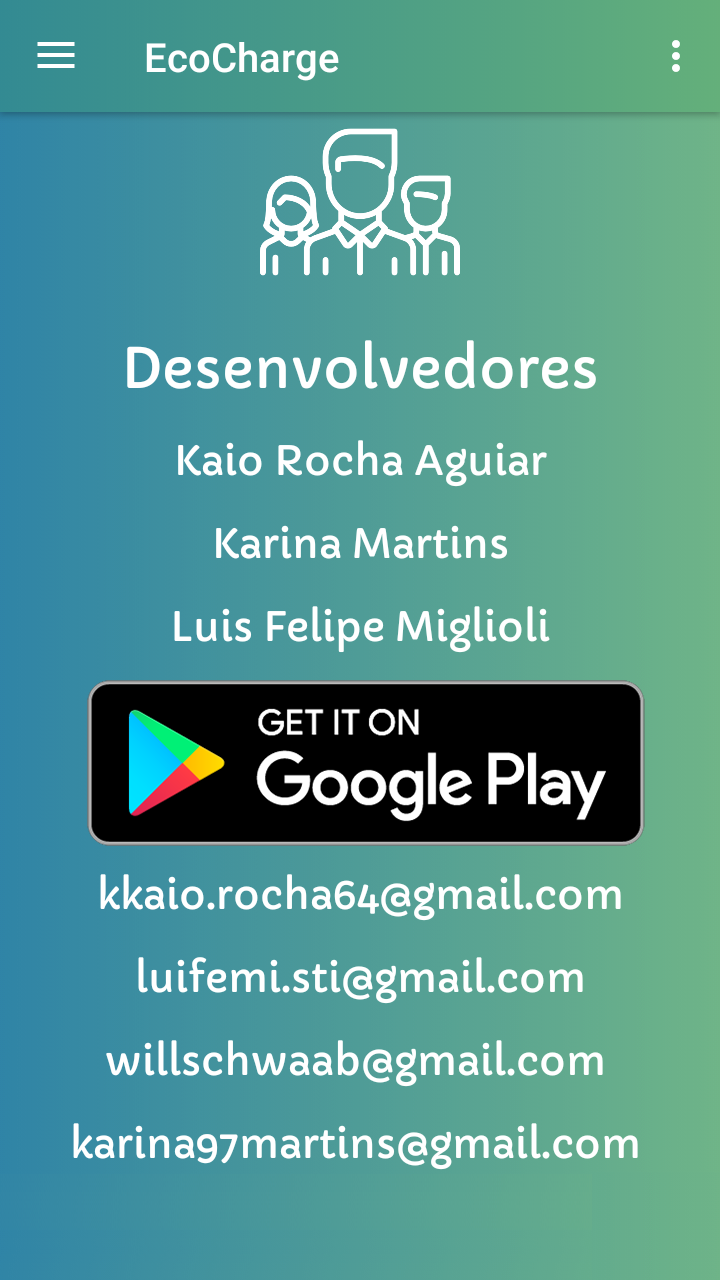 EcoCharge
Desenvolvedores
Kaio Rocha Aguiar
Karina Martins
Luis Felipe Miglioli
GET IT ON
Google Play
kkaio.rocha64@gmail.com
luifemi.sti@gmail.com
willschwaab@gmail.com
karina97martins@gmail.com